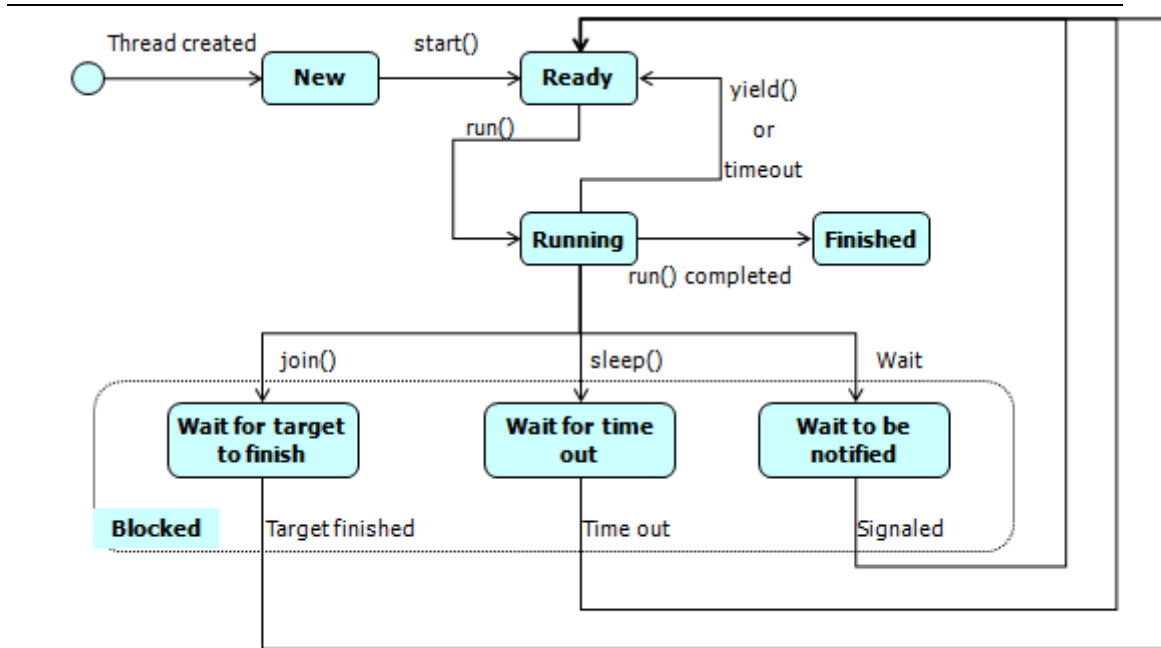 Thread created
start()
New
Ready
yield()
or
timeout
run()
Running
Finished
run() completed
join()
sleep()
Wait
Wait for target
to finish
Wait for time
out
Wait to be
notified
Blocked
Target finished
Time out
Signaled